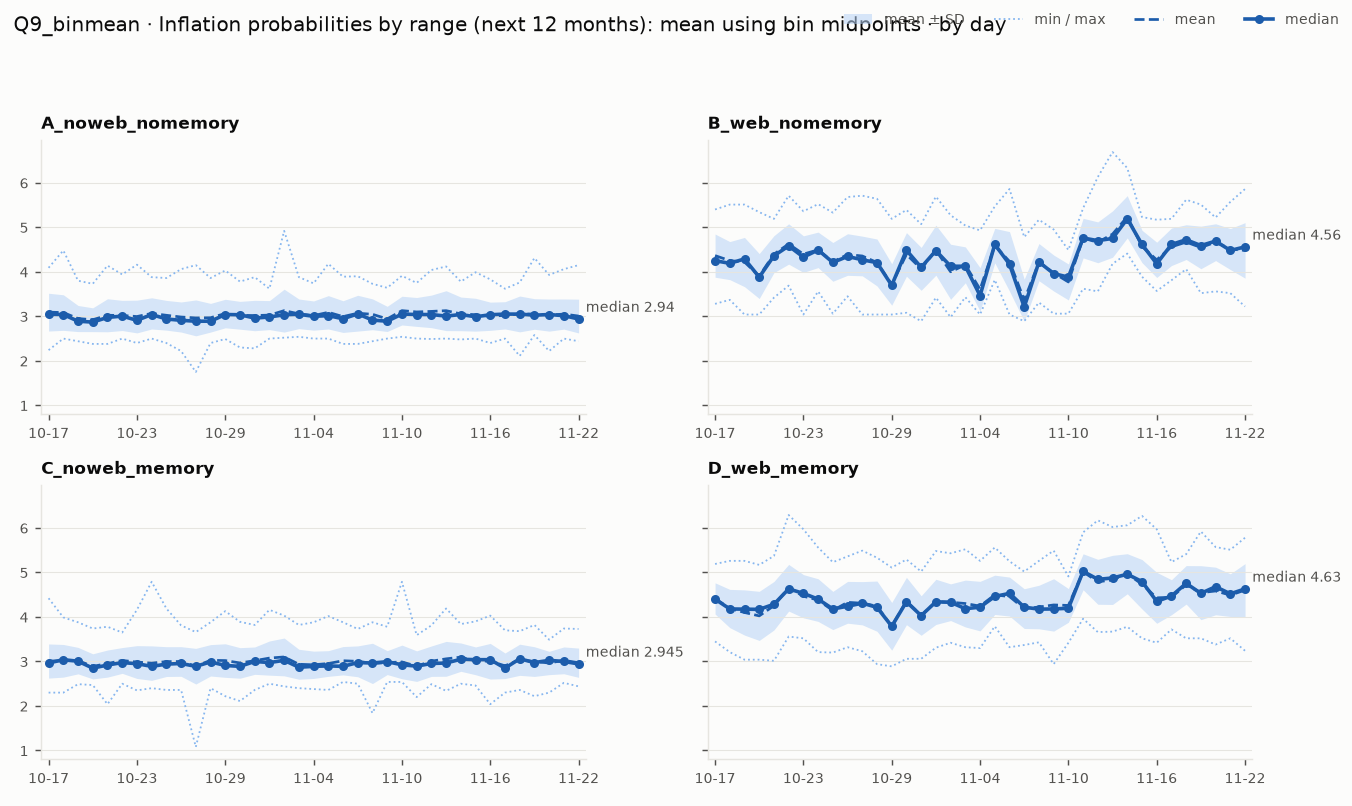 Q9_binmean · Inflation probabilities by range (next 12 months): mean using bin midpoints · by day
mean ± SD min / max mean median
A_noweb_nomemory
B_web_nomemory
6
5
4
3
2
1
median 2.94
median 4.56
10-17 10-23 10-29 11-04 11-10 11-16 11-22
10-17 10-23 10-29 11-04 11-10 11-16 11-22
C_noweb_memory
D_web_memory
6
5
4
3
2
1
median 2.945
median 4.63
10-17 10-23 10-29 11-04 11-10 11-16 11-22
10-17 10-23 10-29 11-04 11-10 11-16 11-22